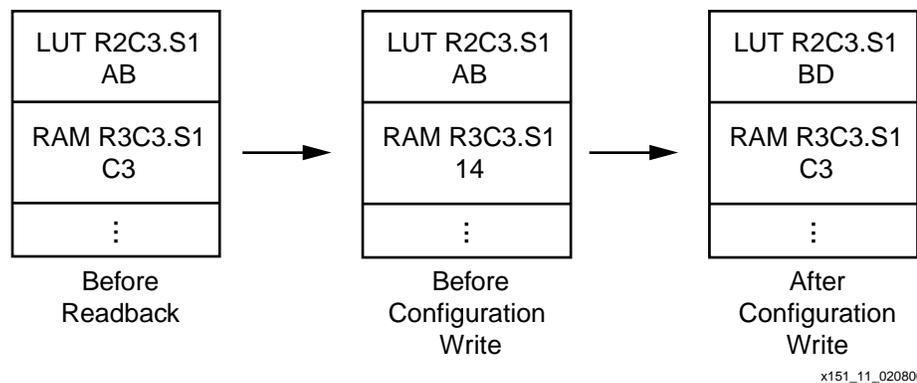 LUT R2C3.S1
AB
RAM R3C3.S1
C3
⋮
Before
Readback
LUT R2C3.S1
AB
RAM R3C3.S1
14
⋮
Before
Configuration
Write
LUT R2C3.S1
BD
RAM R3C3.S1
C3
⋮
After
Configuration
Write
x151_11_02080